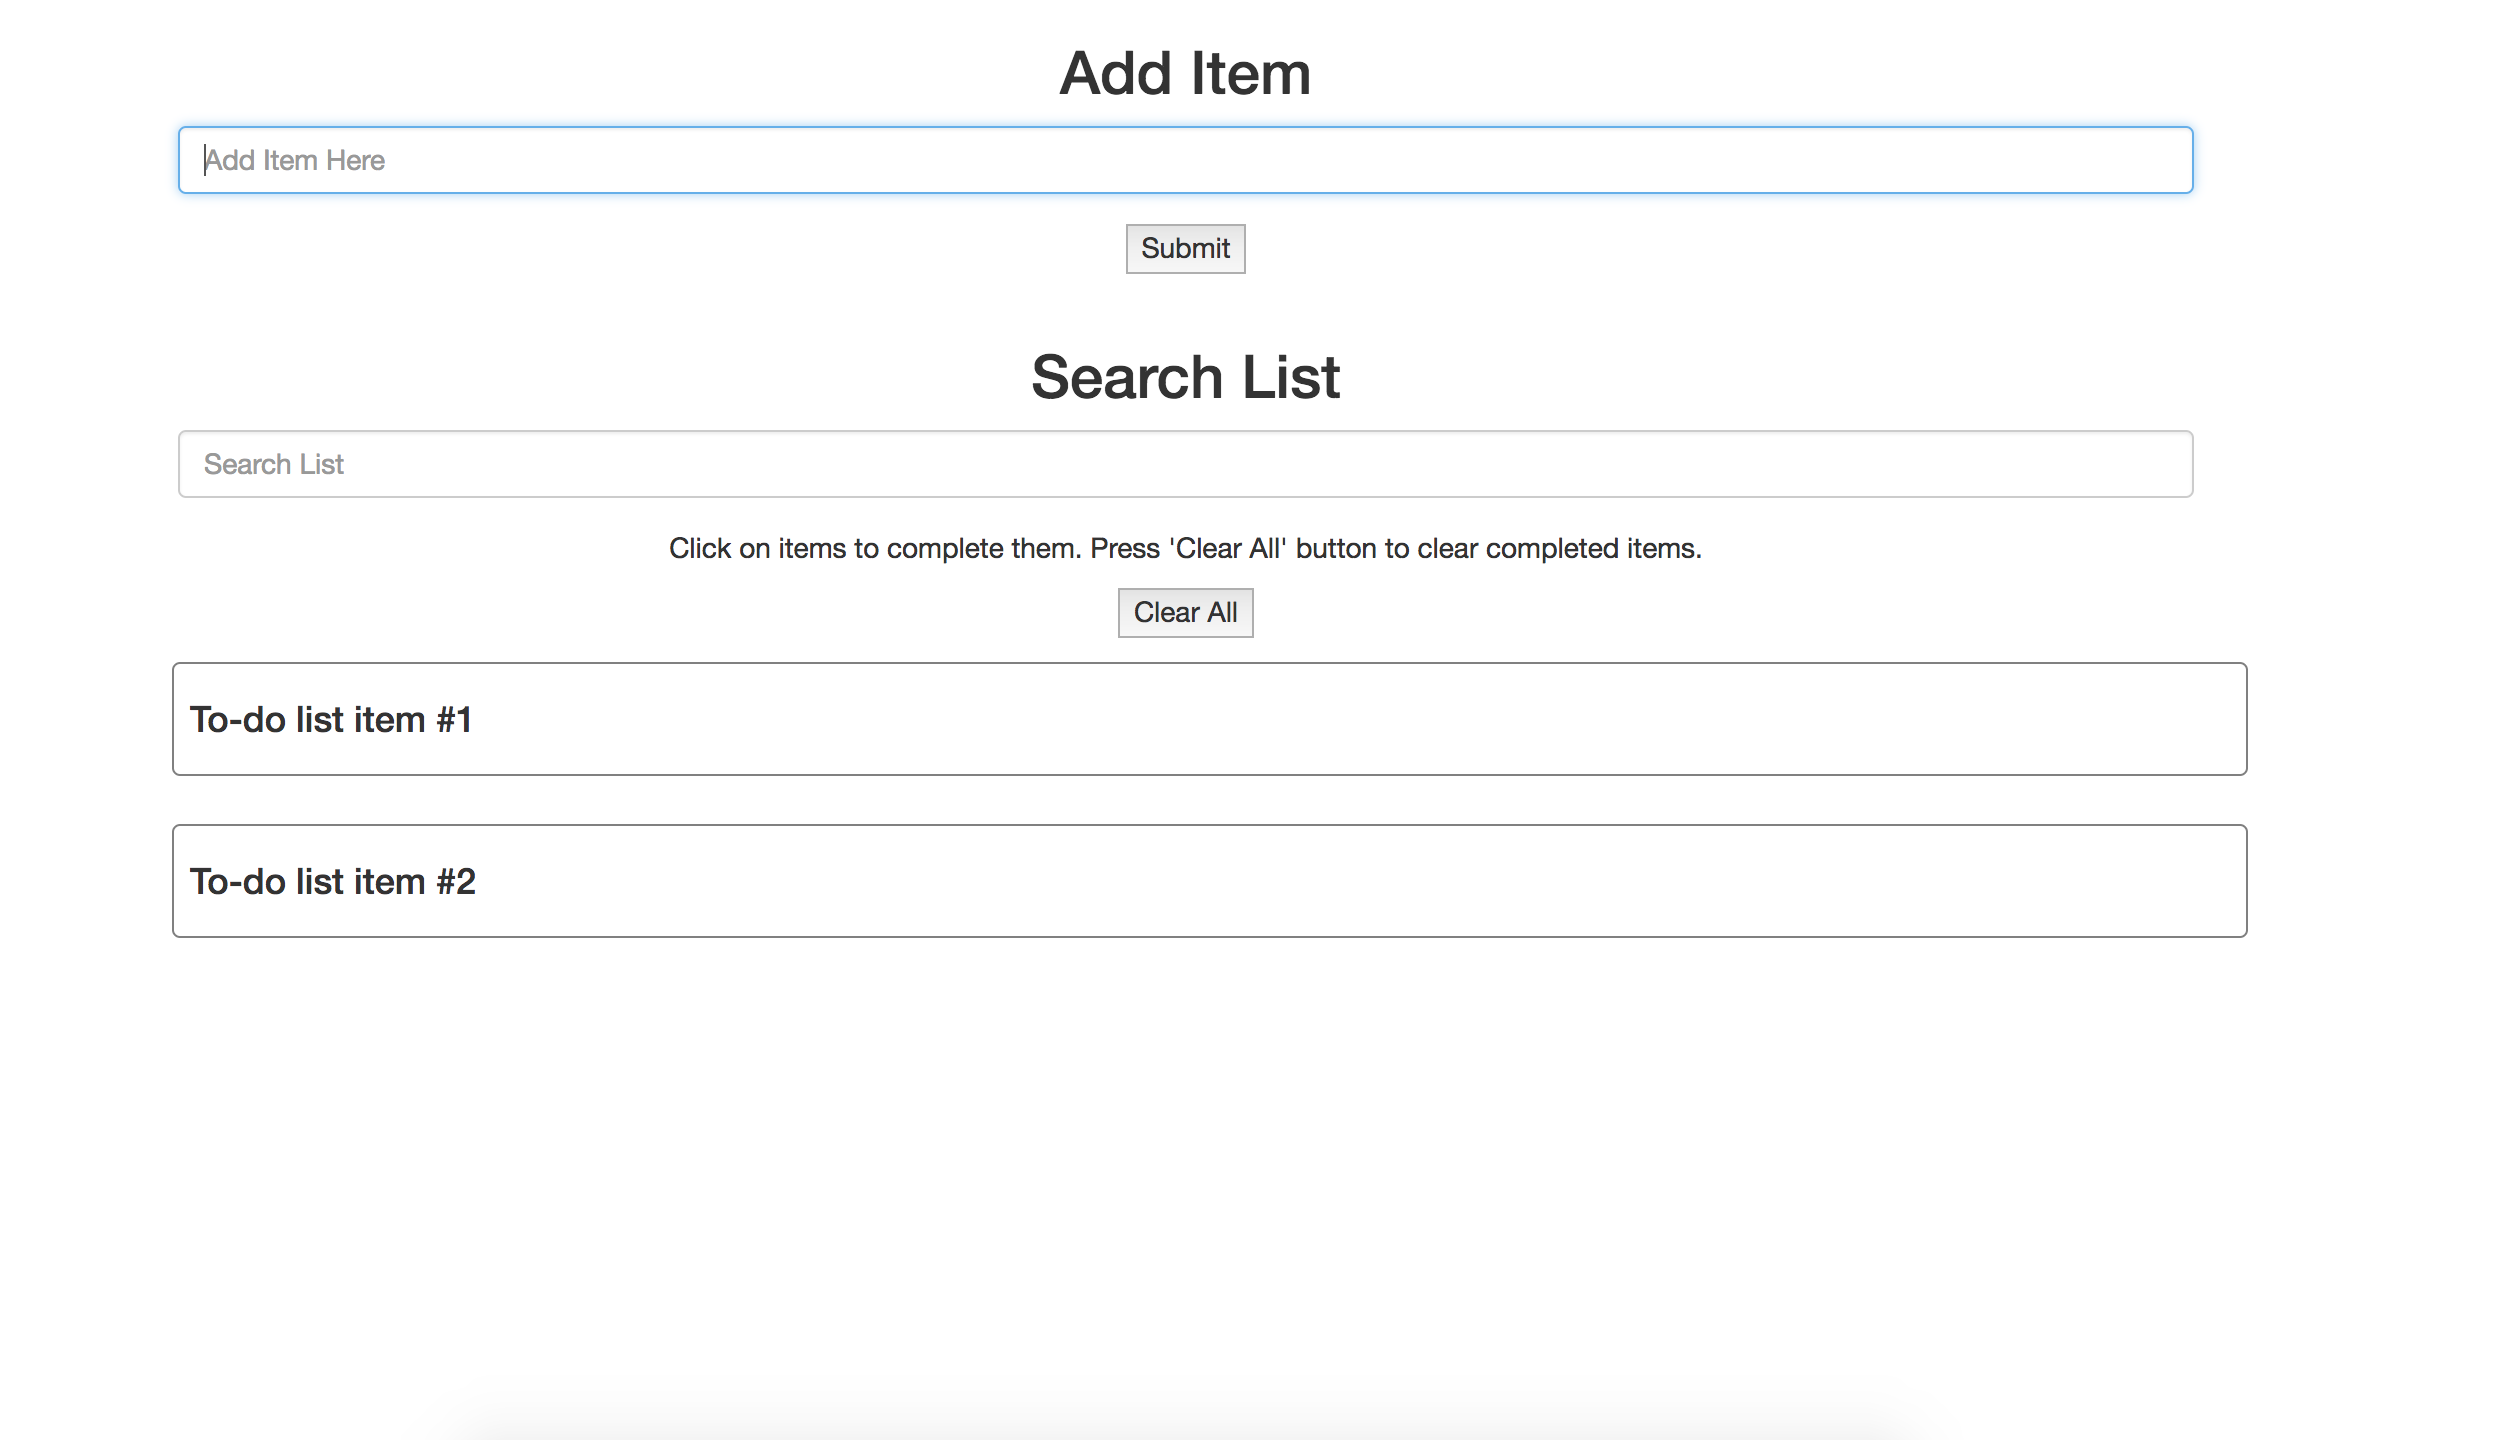 Add Item
Add Item Here
Submit
Search List
Search List
Click on items to complete them. Press 'Clear All' button to clear completed items.
Clear All
To-do list item #1
To-do list item #2